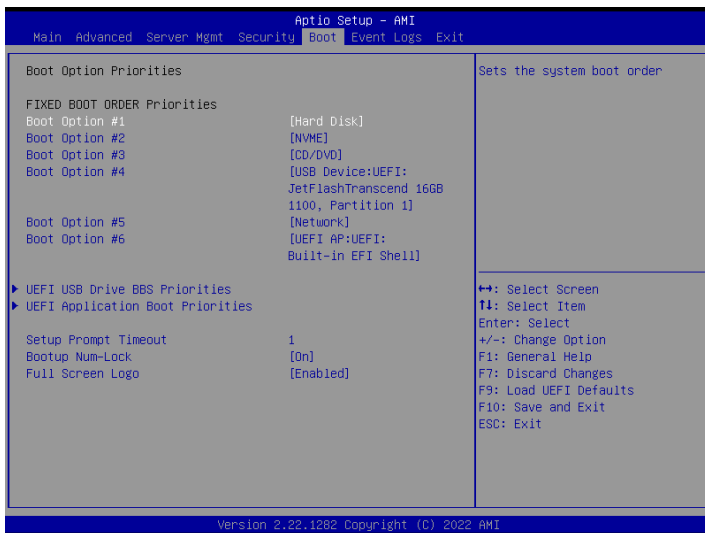 Aptio Setup - AMI
Main Advanced Server Mgmt Security Boot Event Logs Exit
Boot Option Priorities
FIXED BOOT ORDER Priorities
Boot Option #1 [Hard Disk]
Boot Option #2 [NVME]
Boot Option #3 [CD/DVD]
Boot Option #4 [USB Device:UEFI:
JetFlashTranscend 16GB
1100, Partition 1]
Boot Option #5 [Network]
Boot Option #6 [UEFI AP:UEFI:
Built-in EFI Shell]
UEFI USB Drive BBS Priorities
UEFI Application Boot Priorities
Setup Prompt Timeout 1
Bootup Num-Lock [On]
Full Screen Logo [Enabled]
Sets the system boot order
↔: Select Screen
↑↓: Select Item
Enter: Select
+/-: Change Option
F1: General Help
F7: Discard Changes
F9: Load UEFI Defaults
F10: Save and Exit
ESC: Exit
Version 2.22.1282 Copyright (C) 2022 AMI